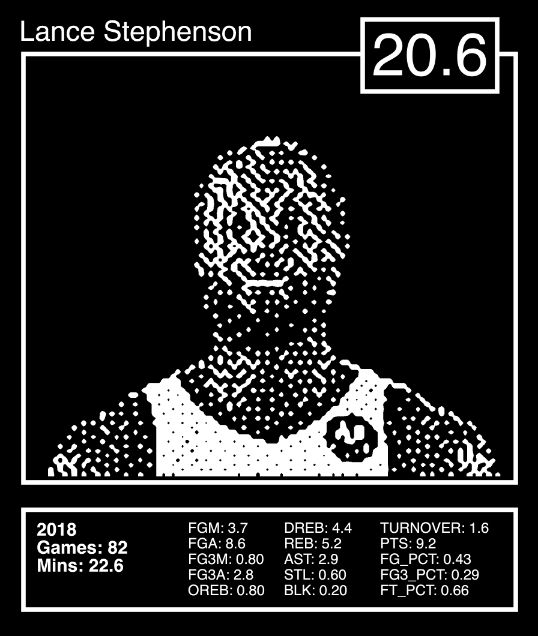 Lance Stephenson
20.6
2018
Games: 82
Mins: 22.6
FGM: 3.7
FGA: 8.6
FG3M: 0.80
FG3A: 2.8
OREB: 0.80
DREB: 4.4
REB: 5.2
AST: 2.9
STL: 0.60
BLK: 0.20
TURNOVER: 1.6
PTS: 9.2
FG_PCT: 0.43
FG3_PCT: 0.29
FT_PCT: 0.66